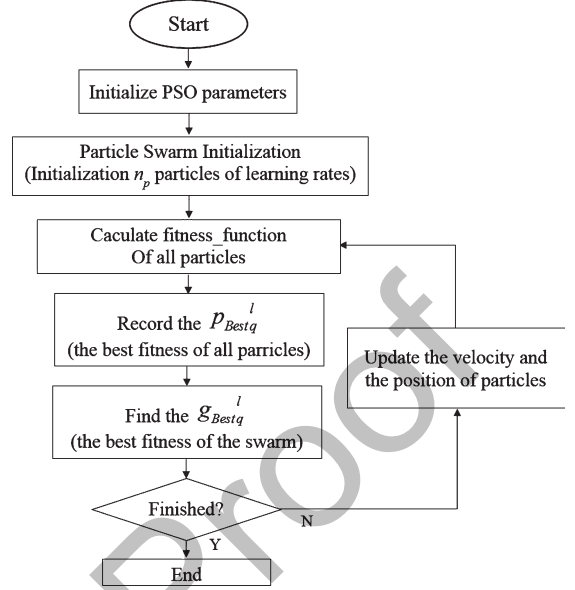 Start
Initialize PSO parameters
Particle Swarm Initialization
(Initialization n_p particles of learning rates)
Caculate fitness_function
Of all particles
Record the p_Bestq^l
(the best fitness of all parricles)
Find the g_Bestq^l
(the best fitness of the swarm)
Update the velocity and
the position of particles
Finished?
N
Y
End
Proof